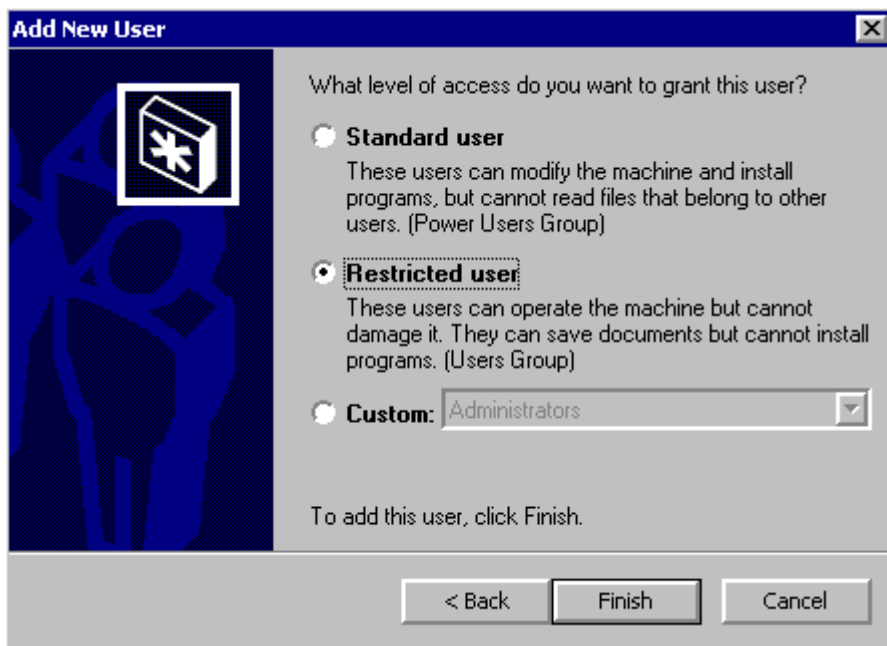 Add New User
What level of access do you want to grant this user?
Standard user
These users can modify the machine and install
programs, but cannot read files that belong to other
users. (Power Users Group)
Restricted user
These users can operate the machine but cannot
damage it. They can save documents but cannot install
programs. (Users Group)
Custom: Administrators
To add this user, click Finish.
< Back Finish Cancel